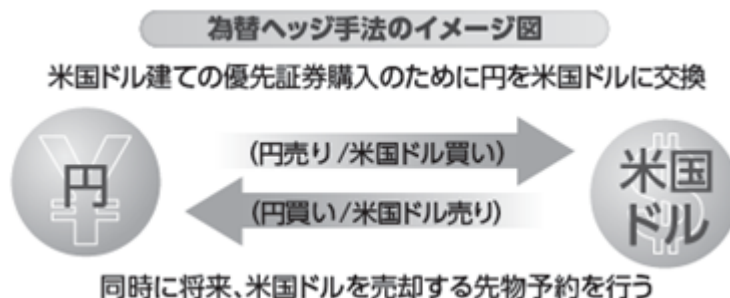 為替ヘッジ手法のイメージ図
米国ドル建ての優先証券購入のために円を米国ドルに交換
円
(円売り/米国ドル買い)
(円買い/米国ドル売り)
米国
ドル
同時に将来、米国ドルを売却する先物予約を行う